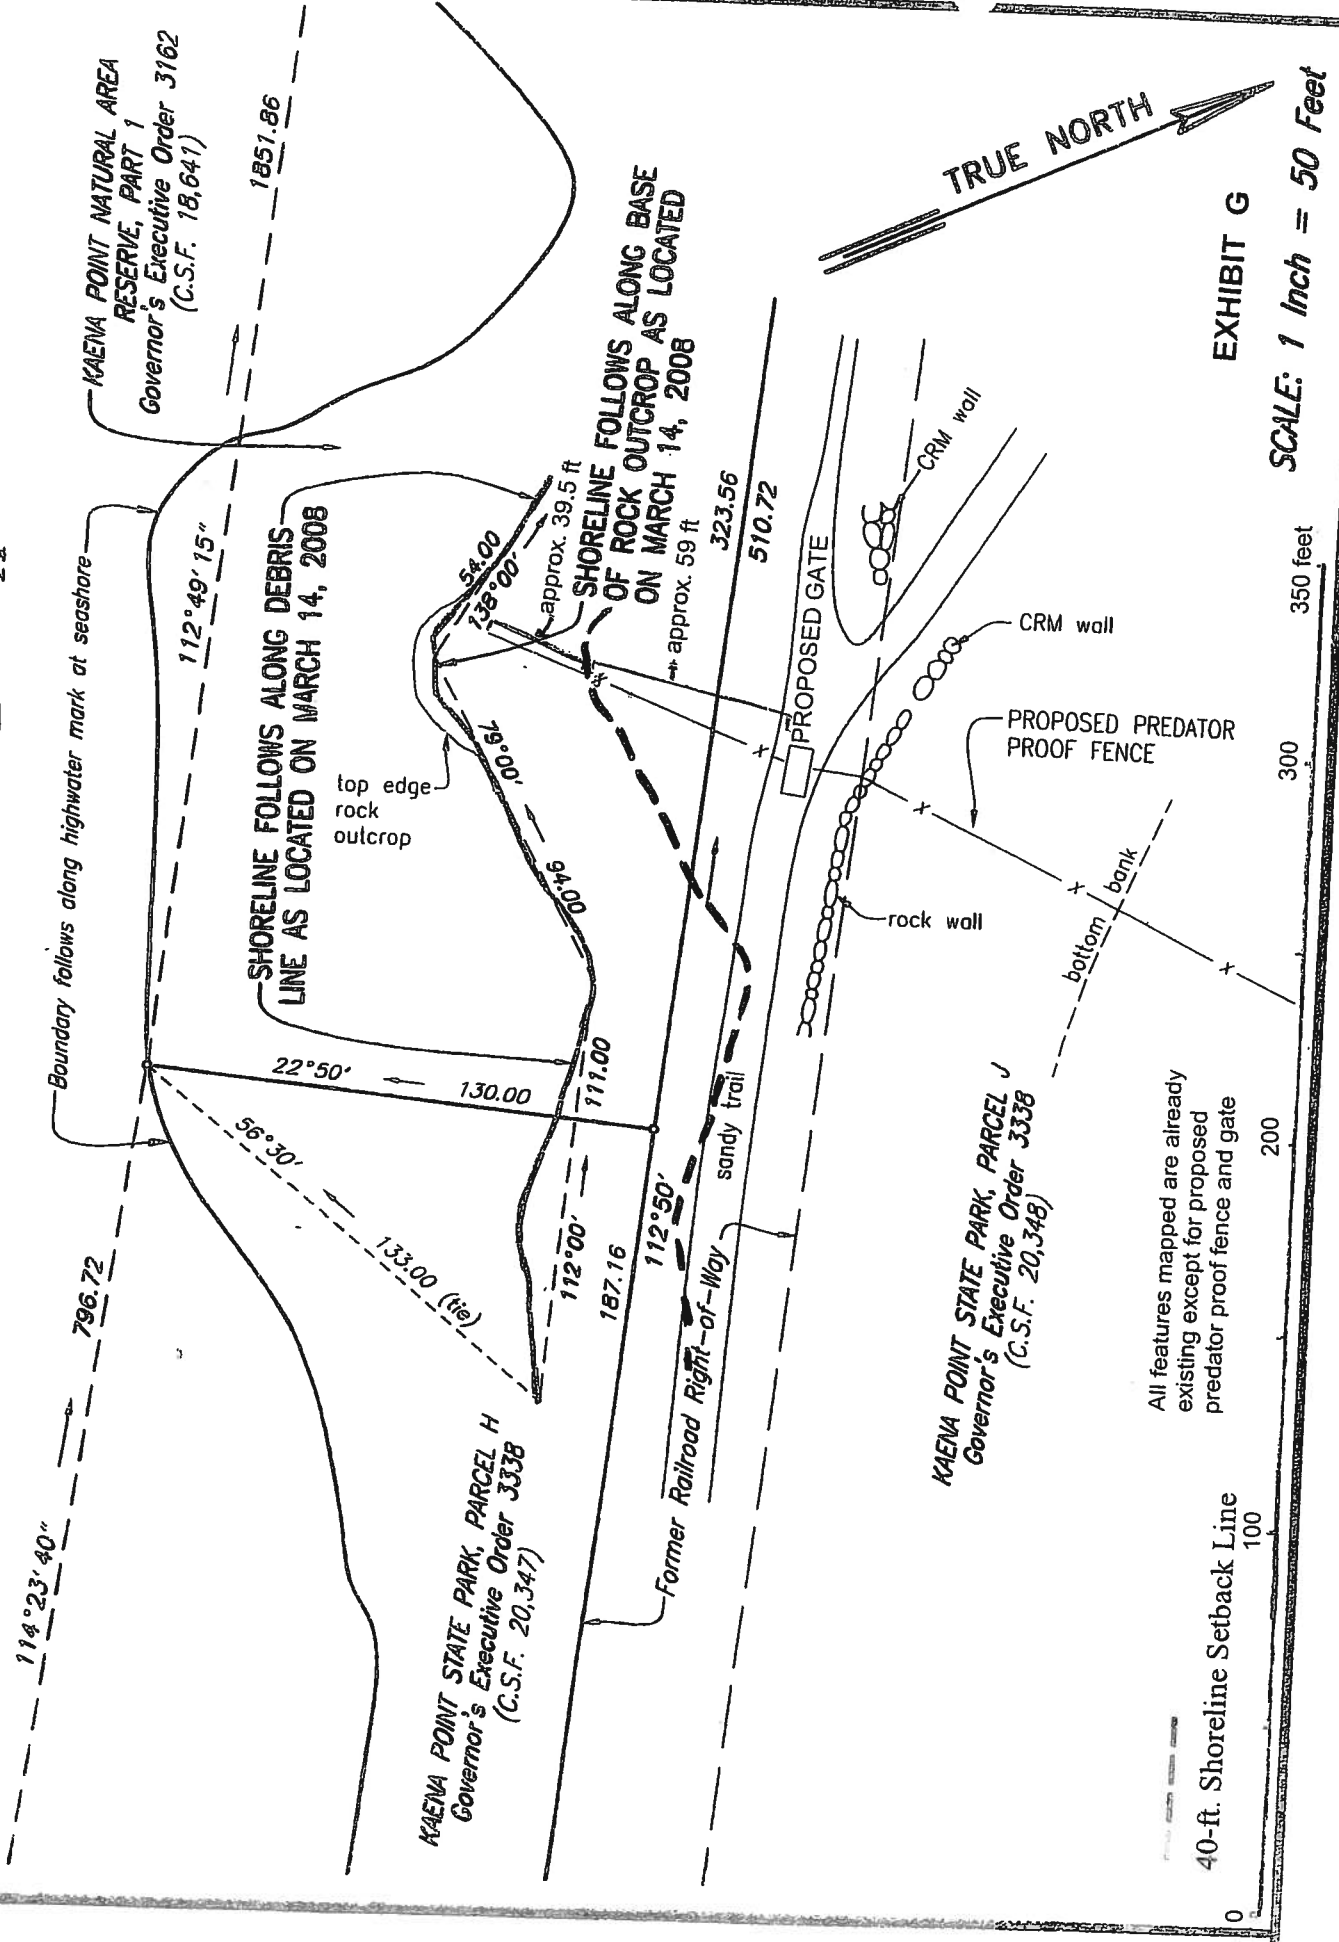 KAENA POINT NATURAL AREA
RESERVE, PART 1
Governor's Executive Order 3162
(C.S.F. 18,641)
1851.86
Boundary follows along highwater mark at seashore
112°49'15"
796.72
114°23'40"
SHORELINE FOLLOWS ALONG DEBRIS
LINE AS LOCATED ON MARCH 14, 2008
SHORELINE FOLLOWS ALONG BASE
OF ROCK OUTCROP AS LOCATED
ON MARCH 14, 2008
54.00
138°00'
approx. 39.5 ft
approx. 59 ft
top edge
rock
outcrop
79°00'
94.00
22°50'
130.00
111.00
112°00'
56°30'
133.00 (tie)
187.16
112°50'
323.56
510.72
TRUE NORTH
PROPOSED GATE
CRM wall
CRM wall
PROPOSED PREDATOR
PROOF FENCE
rock wall
bottom bank
sandy trail
Former Railroad Right-of-Way
KAENA POINT STATE PARK, PARCEL H
Governor's Executive Order 3338
(C.S.F. 20,347)
KAENA POINT STATE PARK, PARCEL J
Governor's Executive Order 3338
(C.S.F. 20,348)
All features mapped are already
existing except for proposed
predator proof fence and gate
40-ft. Shoreline Setback Line
0
100
200
300
350 feet
EXHIBIT G
SCALE: 1 Inch = 50 Feet